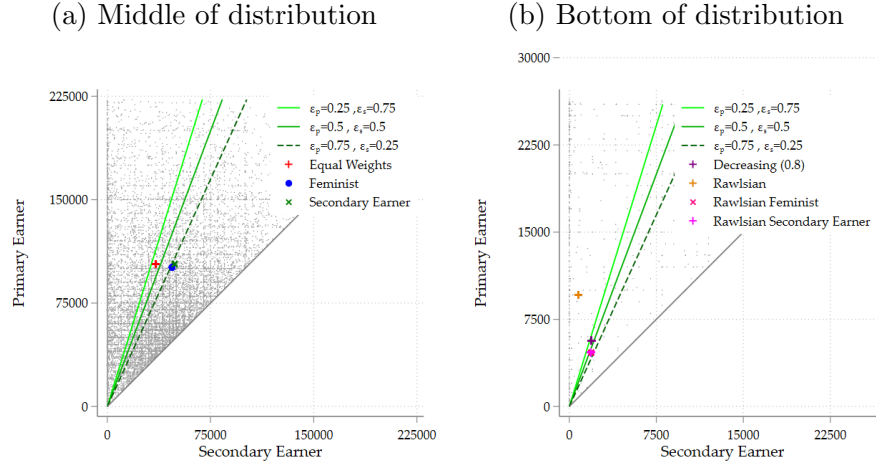 (a) Middle of distribution
Primary Earner
225000
150000
75000
0
0
75000
150000
225000
Secondary Earner
εp=0.25 ,εs=0.75
εp=0.5 , εs=0.5
εp=0.75 , εs=0.25
Equal Weights
Feminist
Secondary Earner
(b) Bottom of distribution
Primary Earner
30000
22500
15000
7500
0
0
7500
15000
22500
Secondary Earner
εp=0.25 ,εs=0.75
εp=0.5 , εs=0.5
εp=0.75 , εs=0.25
Decreasing (0.8)
Rawlsian
Rawlsian Feminist
Rawlsian Secondary Earner